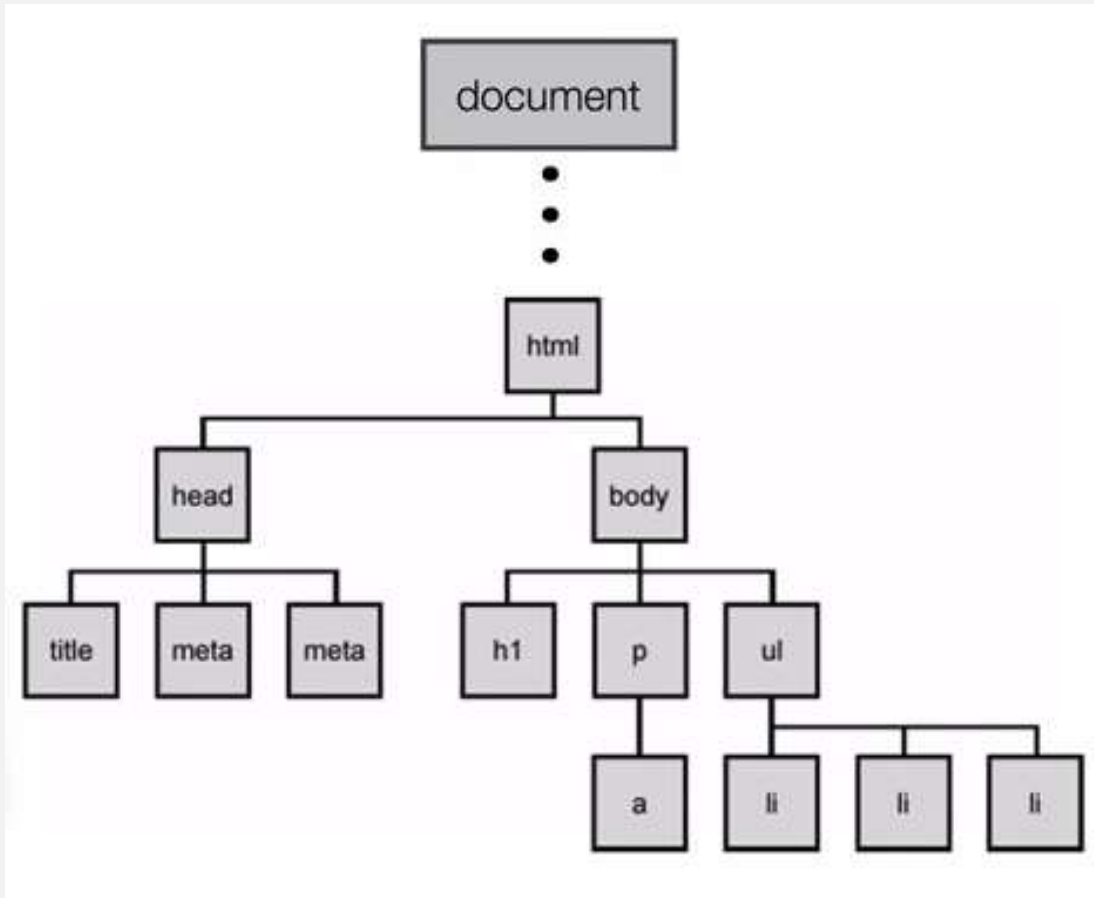 document
html
head
body
title
meta
meta
h1
p
ul
a
li
li
li